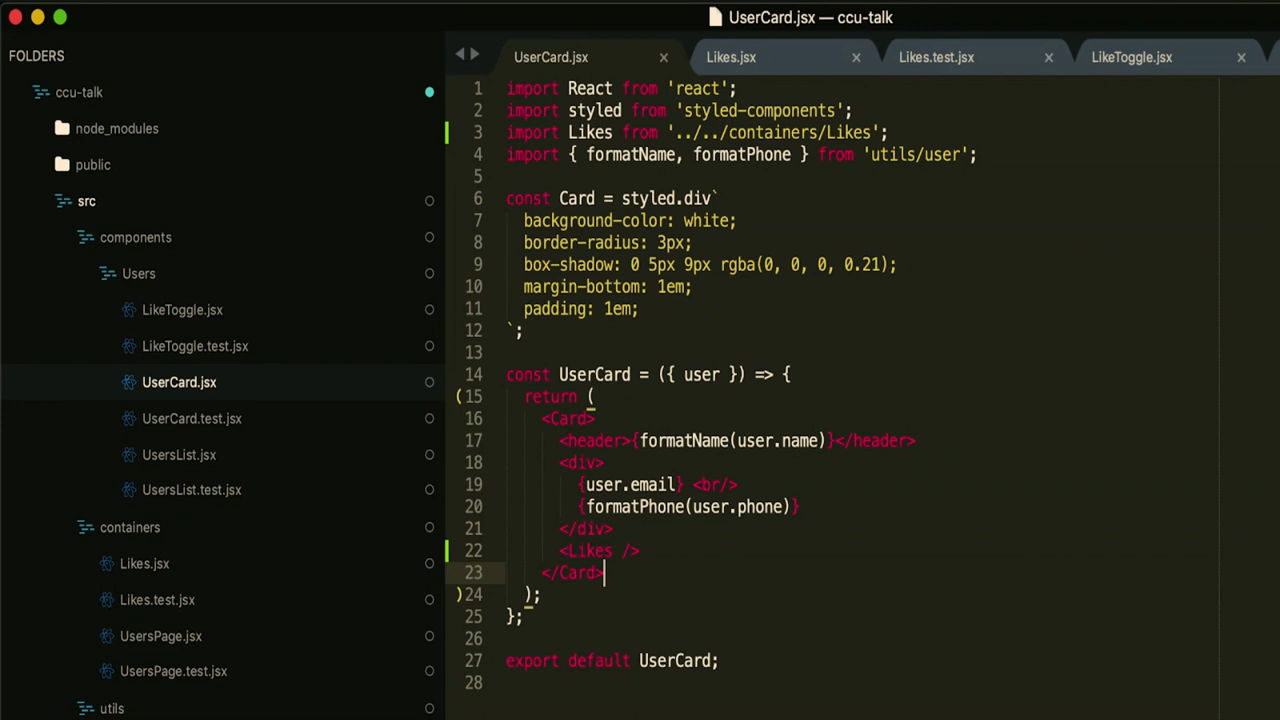 UserCard.jsx — ccu-talk
FOLDERS
ccu-talk
node_modules
public
src
components
Users
LikeToggle.jsx
LikeToggle.test.jsx
UserCard.jsx
UserCard.test.jsx
UsersList.jsx
UsersList.test.jsx
containers
Likes.jsx
Likes.test.jsx
UsersPage.jsx
UsersPage.test.jsx
utils
UserCard.jsx × Likes.jsx × Likes.test.jsx × LikeToggle.jsx ×
1 import React from 'react';
2 import styled from 'styled-components';
3 import Likes from '../../containers/Likes';
4 import { formatName, formatPhone } from 'utils/user';
5
6 const Card = styled.div`
7 background-color: white;
8 border-radius: 3px;
9 box-shadow: 0 5px 9px rgba(0, 0, 0, 0.21);
10 margin-bottom: 1em;
11 padding: 1em;
12 `;
13
14 const UserCard = ({ user }) => {
(15 return (
16 <Card>
17 <header>{formatName(user.name)}</header>
18 <div>
19 {user.email} <br/>
20 {formatPhone(user.phone)}
21 </div>
22 <Likes />
23 </Card>
)24 );
25 };
26
27 export default UserCard;
28